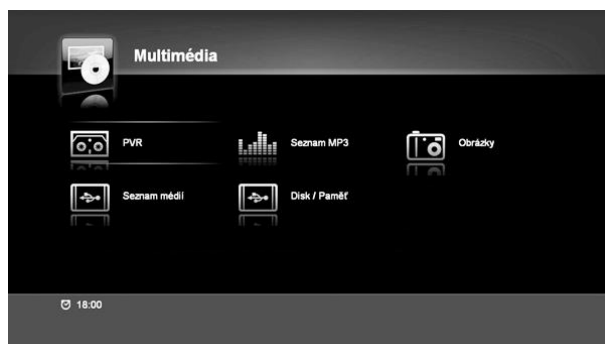 Multimédia
PVR
Seznam MP3
Obrázky
Seznam médií
Disk / Paměť
18:00